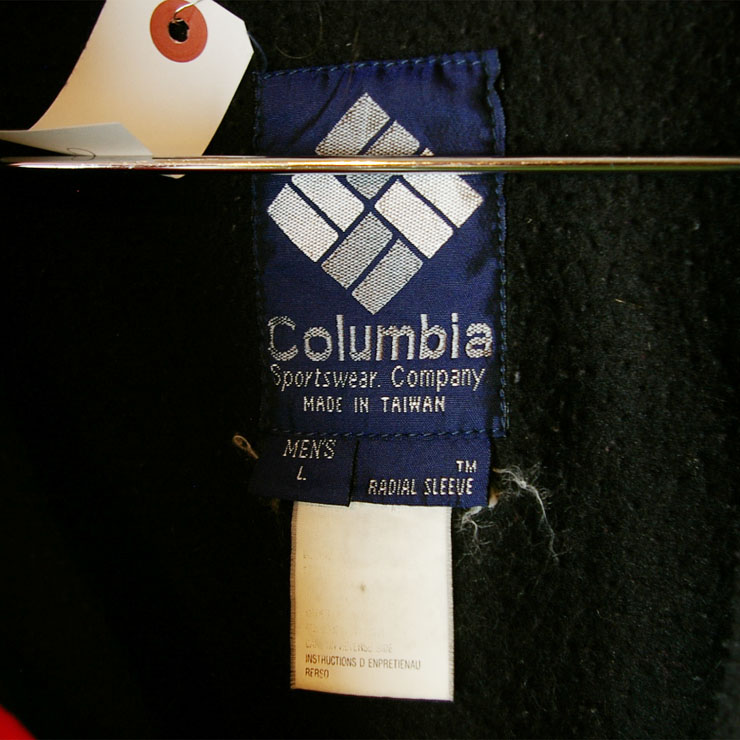 Columbia
Sportswear. Company
MADE IN TAIWAN
MEN'S
L
TM
RADIAL SLEEVE
INSTRUCTIONS D ENPRETIENAU
RERSO